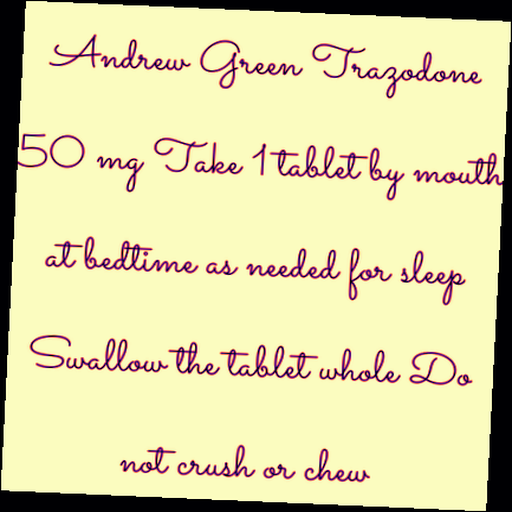 Andrew Green Trazodone
50 mg Take 1 tablet by mouth
at bedtime as needed for sleep
Swallow the tablet whole Do
not crush or chew